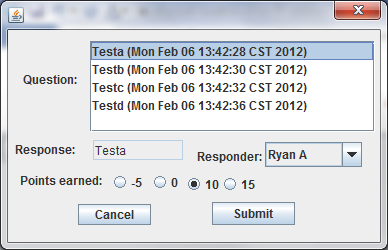 Testa (Mon Feb 06 13:42:28 CST 2012)
Question:
Testb (Mon Feb 06 13:42:30 CST 2012)
Testc (Mon Feb 06 13:42:32 CST 2012)
Testd (Mon Feb 06 13:42:36 CST 2012)
Response: Testa Responder: Ryan A
Points earned: -5 0 10 15
Cancel Submit